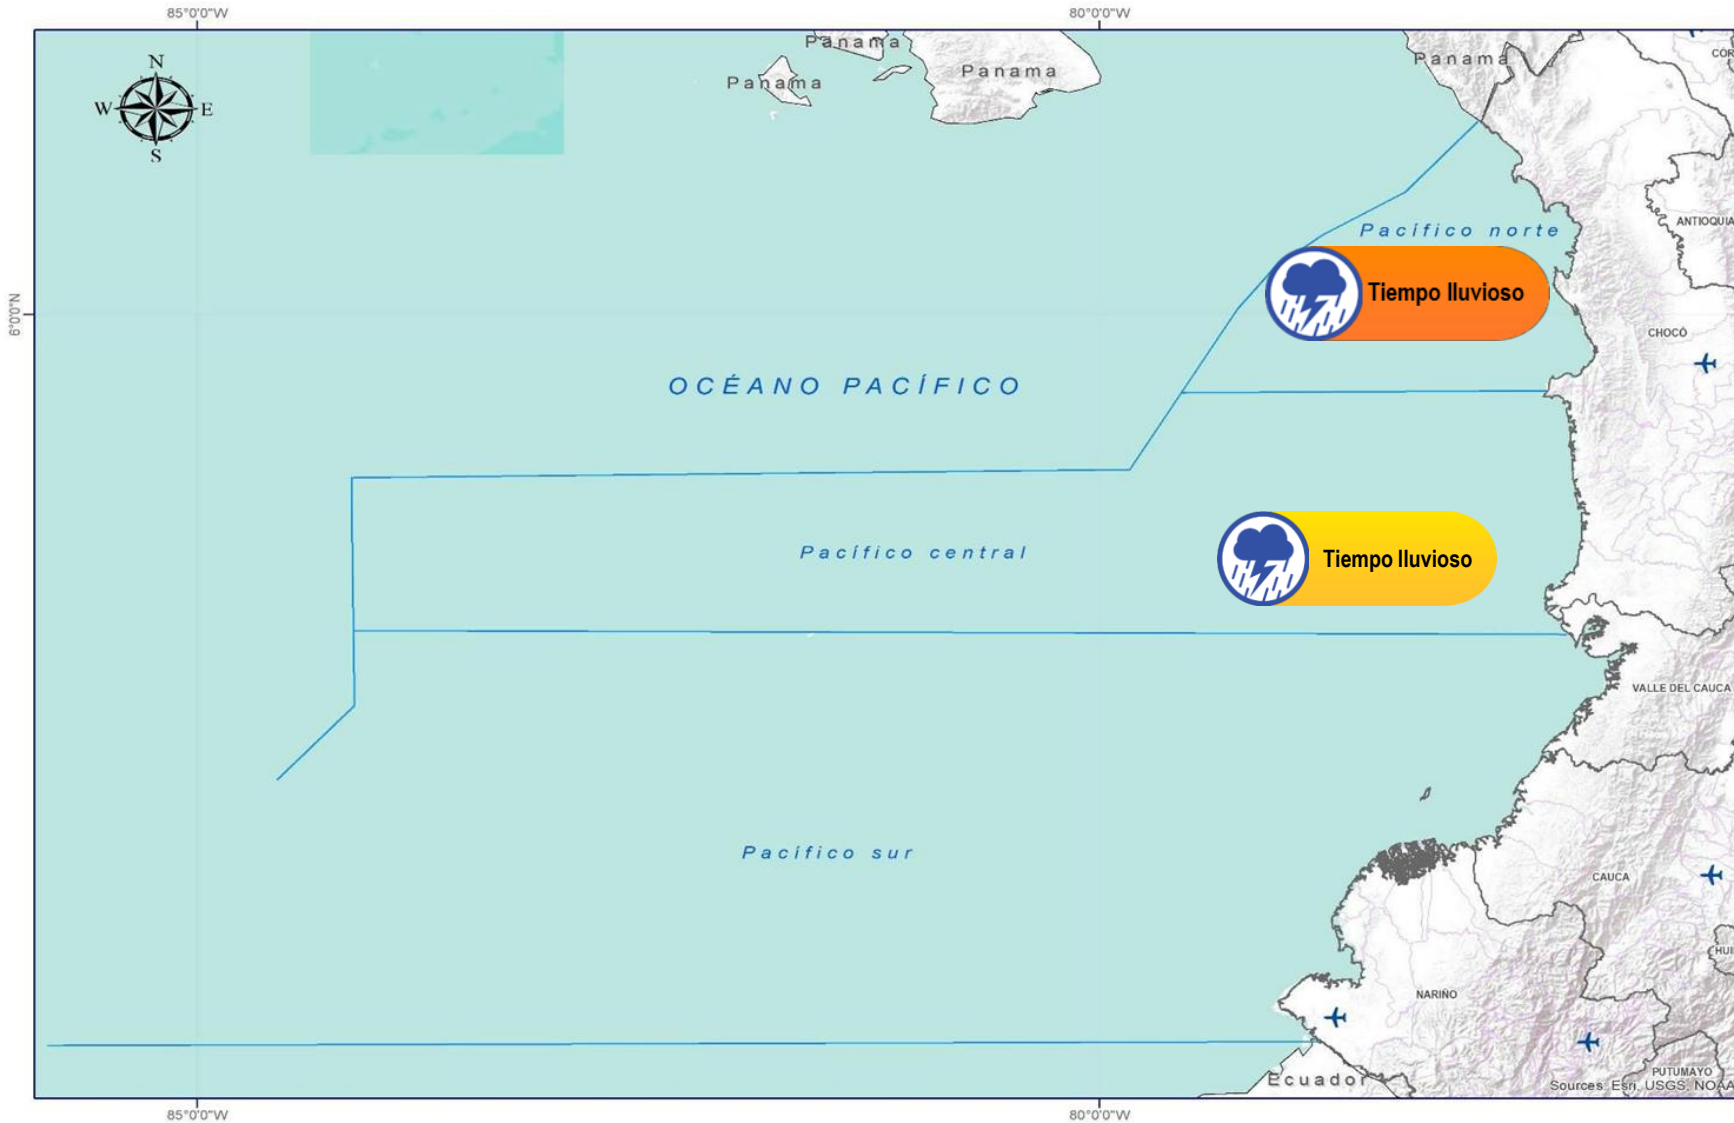 85°0'0"W
80°0'0"W
N
W
E
S
Panama
Panama
Panama
Panama
COR
ANTIOQUIA
Pacífico norte
Tiempo lluvioso
6°0'0"N
CHOCÓ
OCÉANO PACÍFICO
Pacífico central
Tiempo lluvioso
VALLE DEL CAUCA
Pacífico sur
CAUCA
HUI
NARIÑO
PUTUMAYO
Ecuador
Sources: Esri, USGS, NOAA
85°0'0"W
80°0'0"W